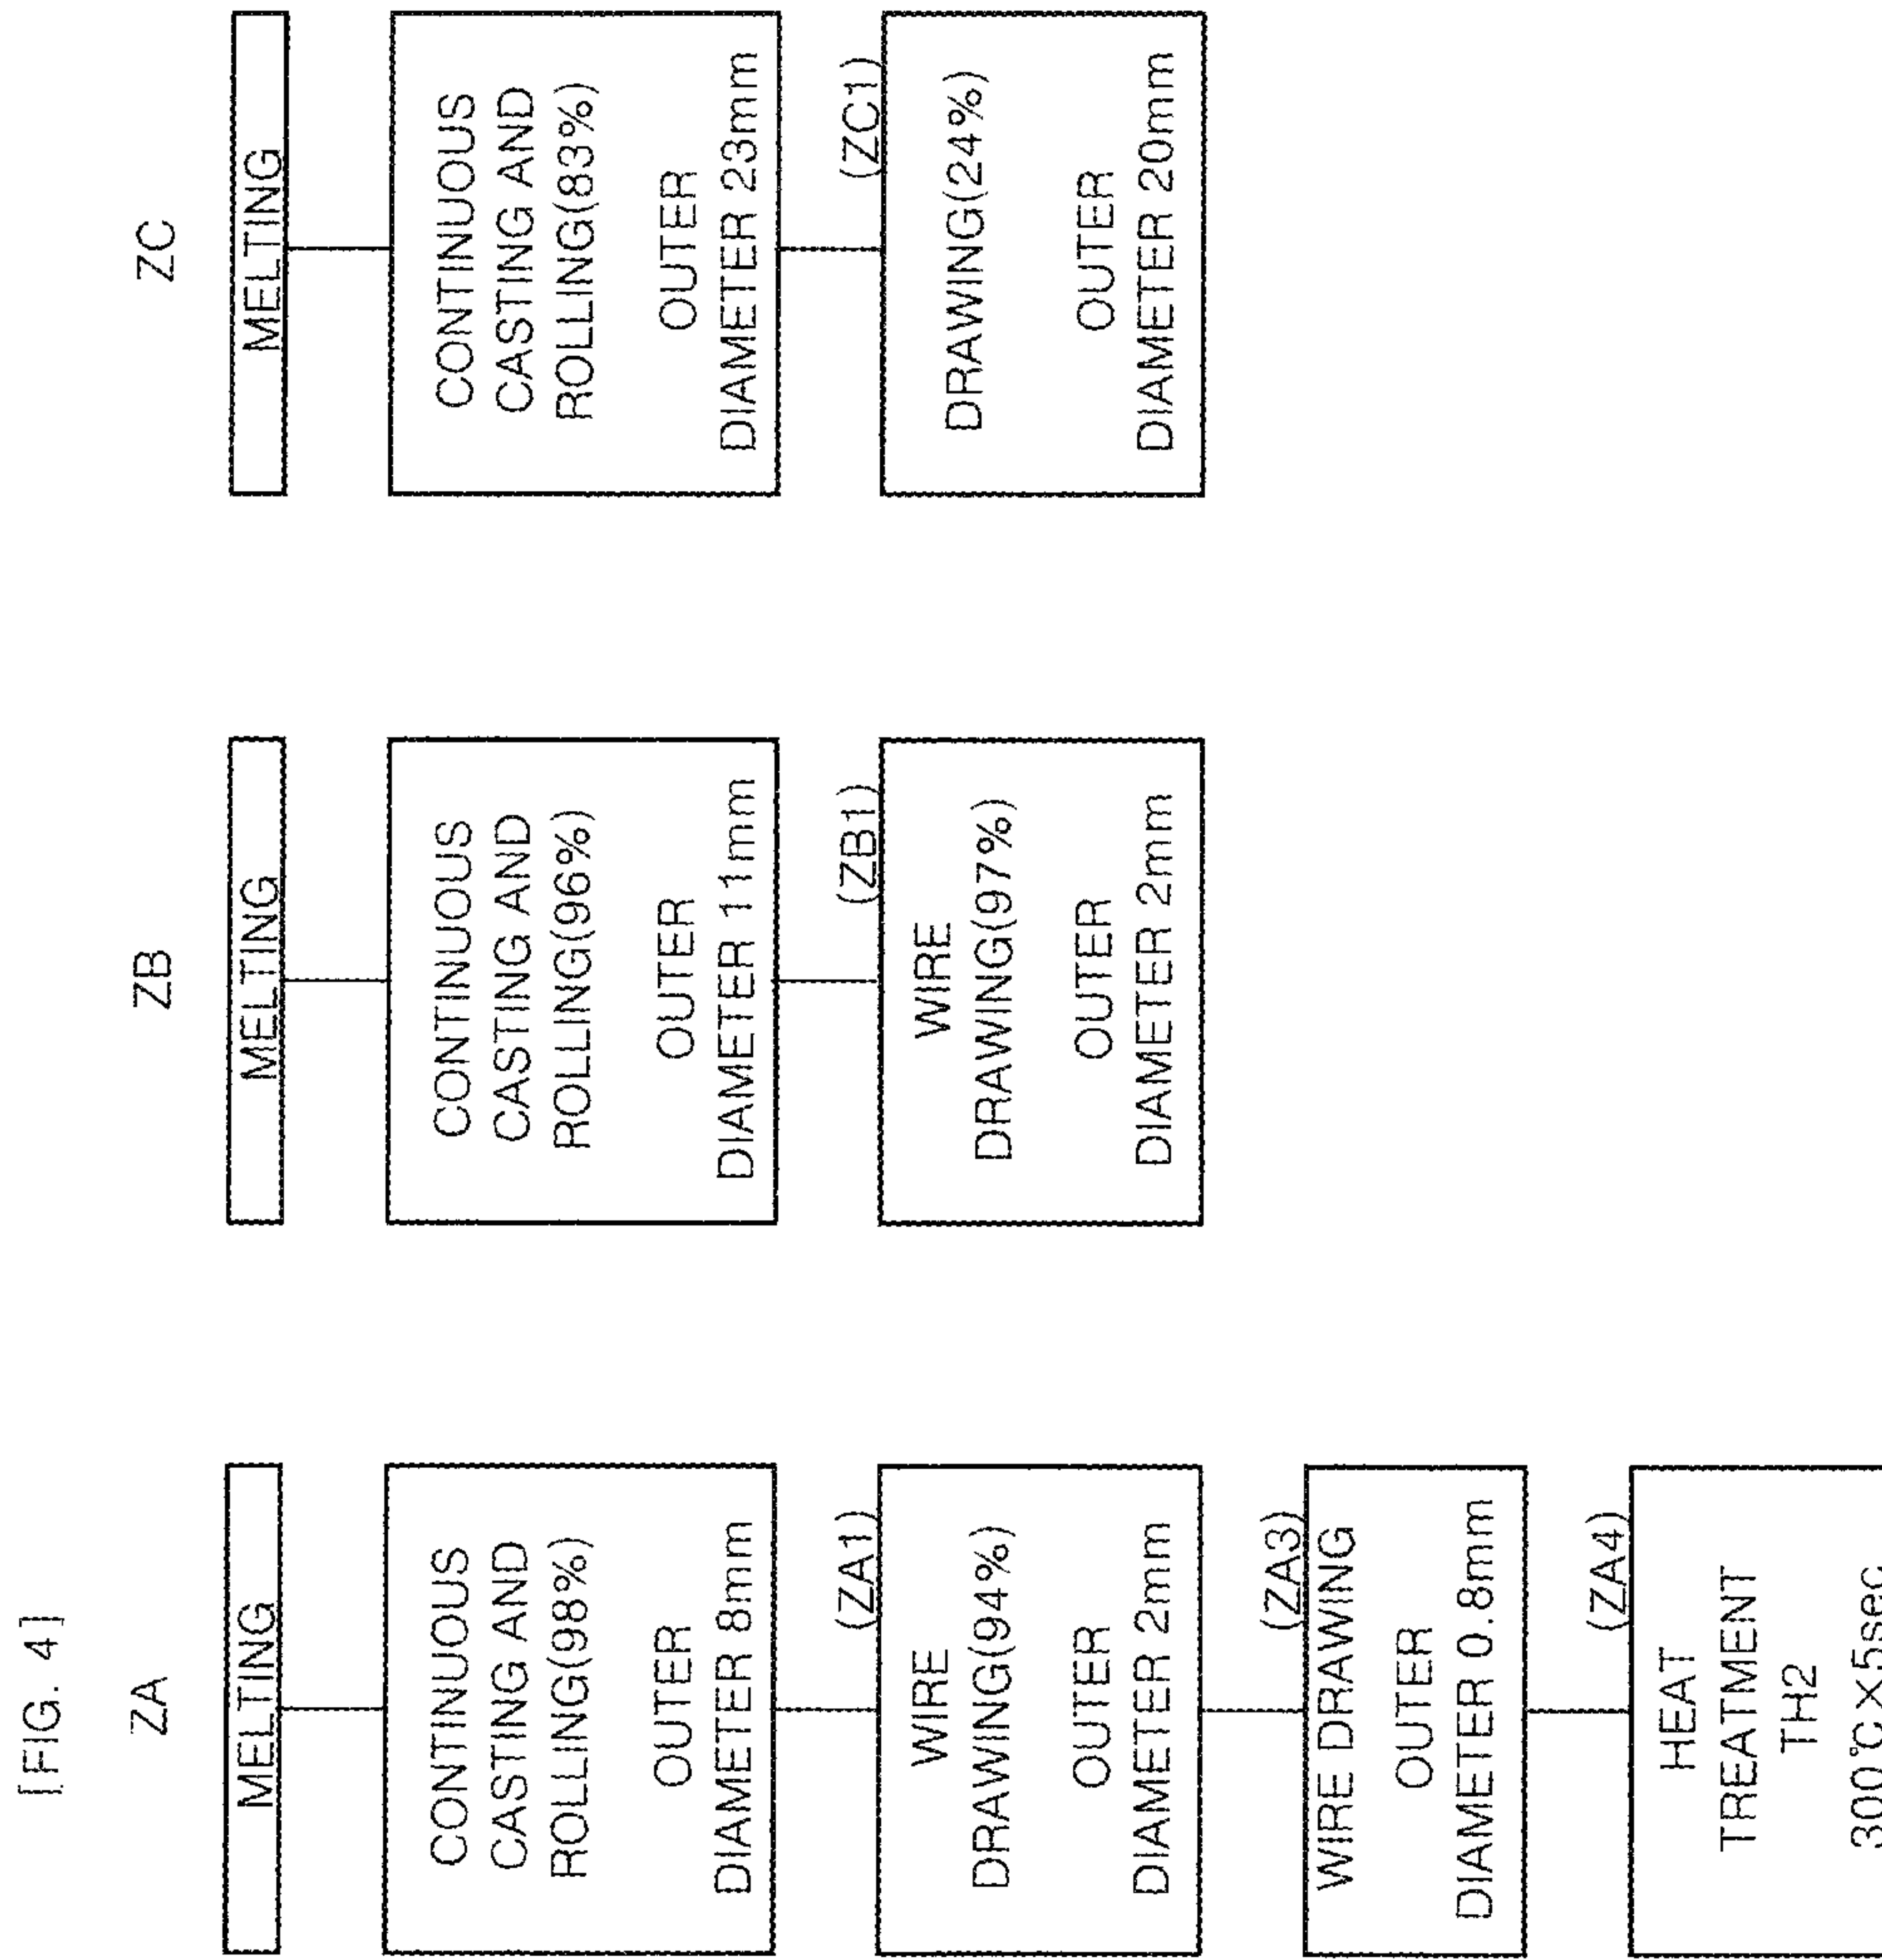 [FIG. 4]
ZA
MELTING
CONTINUOUS
CASTING AND
ROLLING(98%)
OUTER
DIAMETER 8mm
(ZA1)
WIRE
DRAWING(94%)
OUTER
DIAMETER 2mm
(ZA3)
WIRE DRAWING
OUTER
DIAMETER 0.8mm
(ZA4)
HEAT
TREATMENT
TH2
300℃×5sec
ZB
MELTING
CONTINUOUS
CASTING AND
ROLLING(96%)
OUTER
DIAMETER 11mm
(ZB1)
WIRE
DRAWING(97%)
OUTER
DIAMETER 2mm
ZC
MELTING
CONTINUOUS
CASTING AND
ROLLING(83%)
OUTER
DIAMETER 23mm
(ZC1)
DRAWING(24%)
OUTER
DIAMETER 20mm